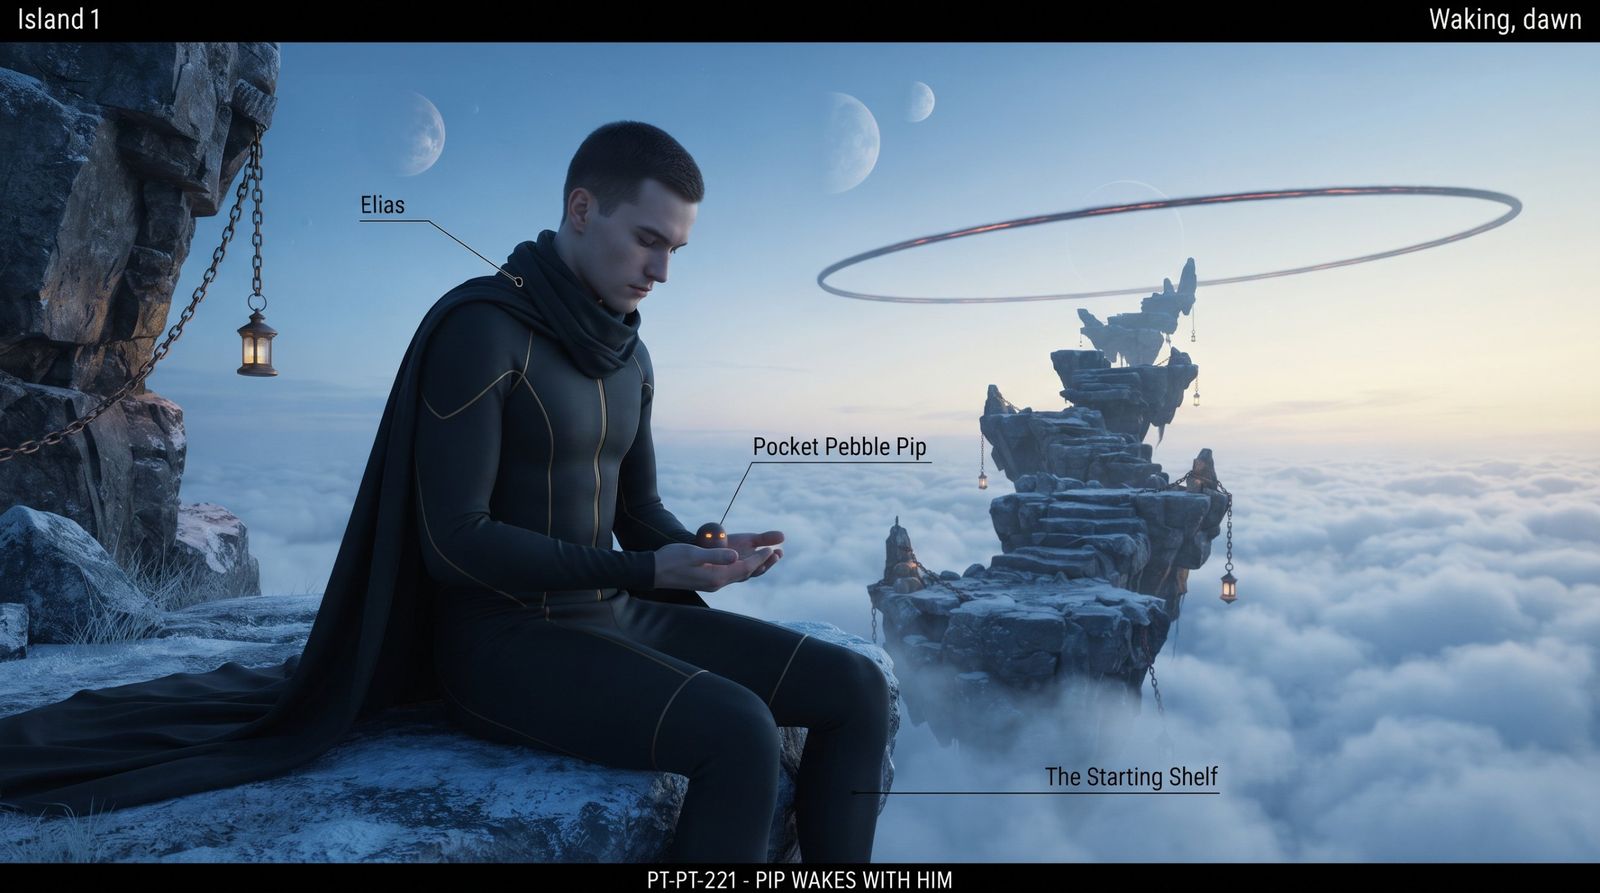 Island 1
Waking, dawn
Elias
Pocket Pebble Pip
The Starting Shelf
PT-PT-221 - PIP WAKES WITH HIM